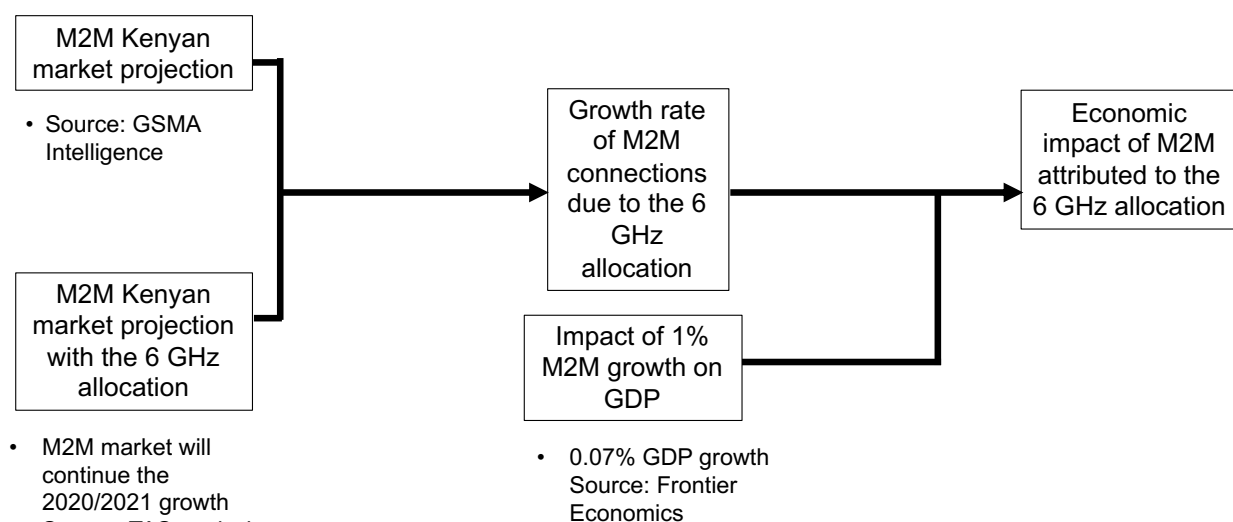 M2M Kenyan
market projection
• Source: GSMA
Intelligence
M2M Kenyan
market projection
with the 6 GHz
allocation
• M2M market will
continue the
2020/2021 growth
Growth rate
of M2M
connections
due to the 6
GHz
allocation
Impact of 1%
M2M growth on
GDP
• 0.07% GDP growth
Source: Frontier
Economics
Economic
impact of M2M
attributed to the
6 GHz allocation